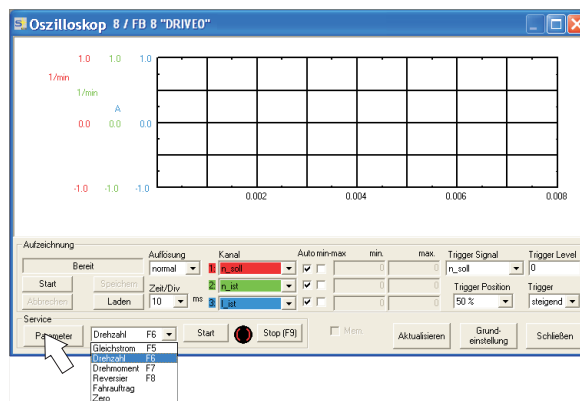 Oszilloskop 8 / FB 8 "DRIVE0"
1.0 1.0 1.0
1/min
1/min
A
0.0 0.0 0.0
-1.0 -1.0 -1.0
0.002 0.004 0.006 0.008
Aufzeichnung
Bereit
Start Speichern
Abbrechen Laden
Auflösung
normal
Zeit/Div
10 ms
Kanal Auto min-max min. max.
1: n_soll 0 0
2: n_ist 0 0
3: I_ist 0 0
Trigger Signal Trigger Level
n_soll 0
Trigger Position Trigger
50 % steigend
Service
Parameter Drehzahl F6 Start Stop (F9) Mem. Aktualisieren Grund-einstellung Schließen
Gleichstrom F5
Drehzahl F6
Drehmoment F7
Reversier F8
Fahrauftrag
Zero